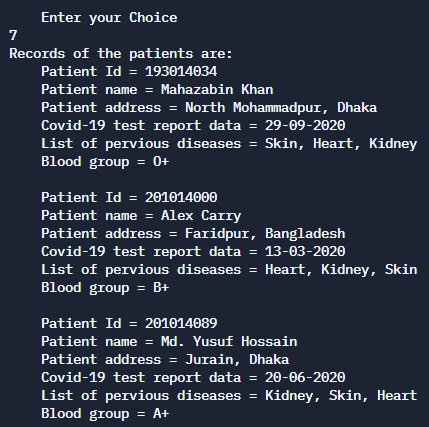 Enter your Choice
7
Records of the patients are:
Patient Id = 193014034
Patient name = Mahazabin Khan
Patient address = North Mohammadpur, Dhaka
Covid-19 test report data = 29-09-2020
List of pervious diseases = Skin, Heart, Kidney
Blood group = O+
Patient Id = 201014000
Patient name = Alex Carry
Patient address = Faridpur, Bangladesh
Covid-19 test report data = 13-03-2020
List of pervious diseases = Heart, Kidney, Skin
Blood group = B+
Patient Id = 201014089
Patient name = Md. Yusuf Hossain
Patient address = Jurain, Dhaka
Covid-19 test report data = 20-06-2020
List of pervious diseases = Kidney, Skin, Heart
Blood group = A+